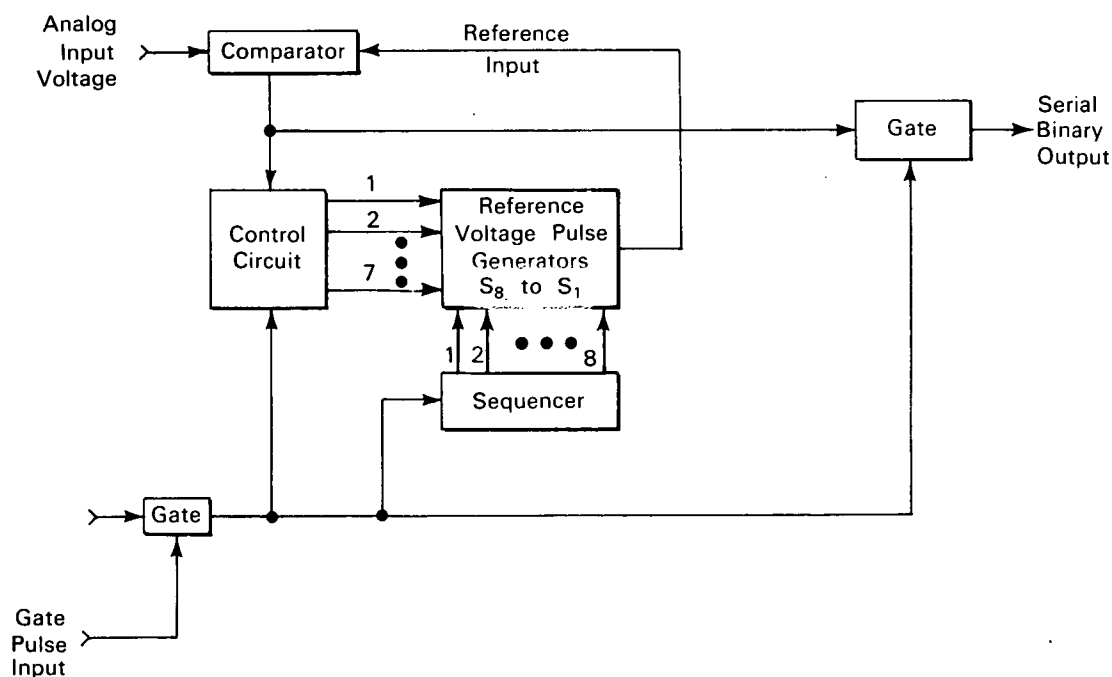 Analog
Input
Voltage
Comparator
Reference
Input
Gate
Serial
Binary
Output
Control
Circuit
1
2
7
Reference
Voltage Pulse
Generators
S8 to S1
1
2
8
Sequencer
Gate
Gate
Pulse
Input